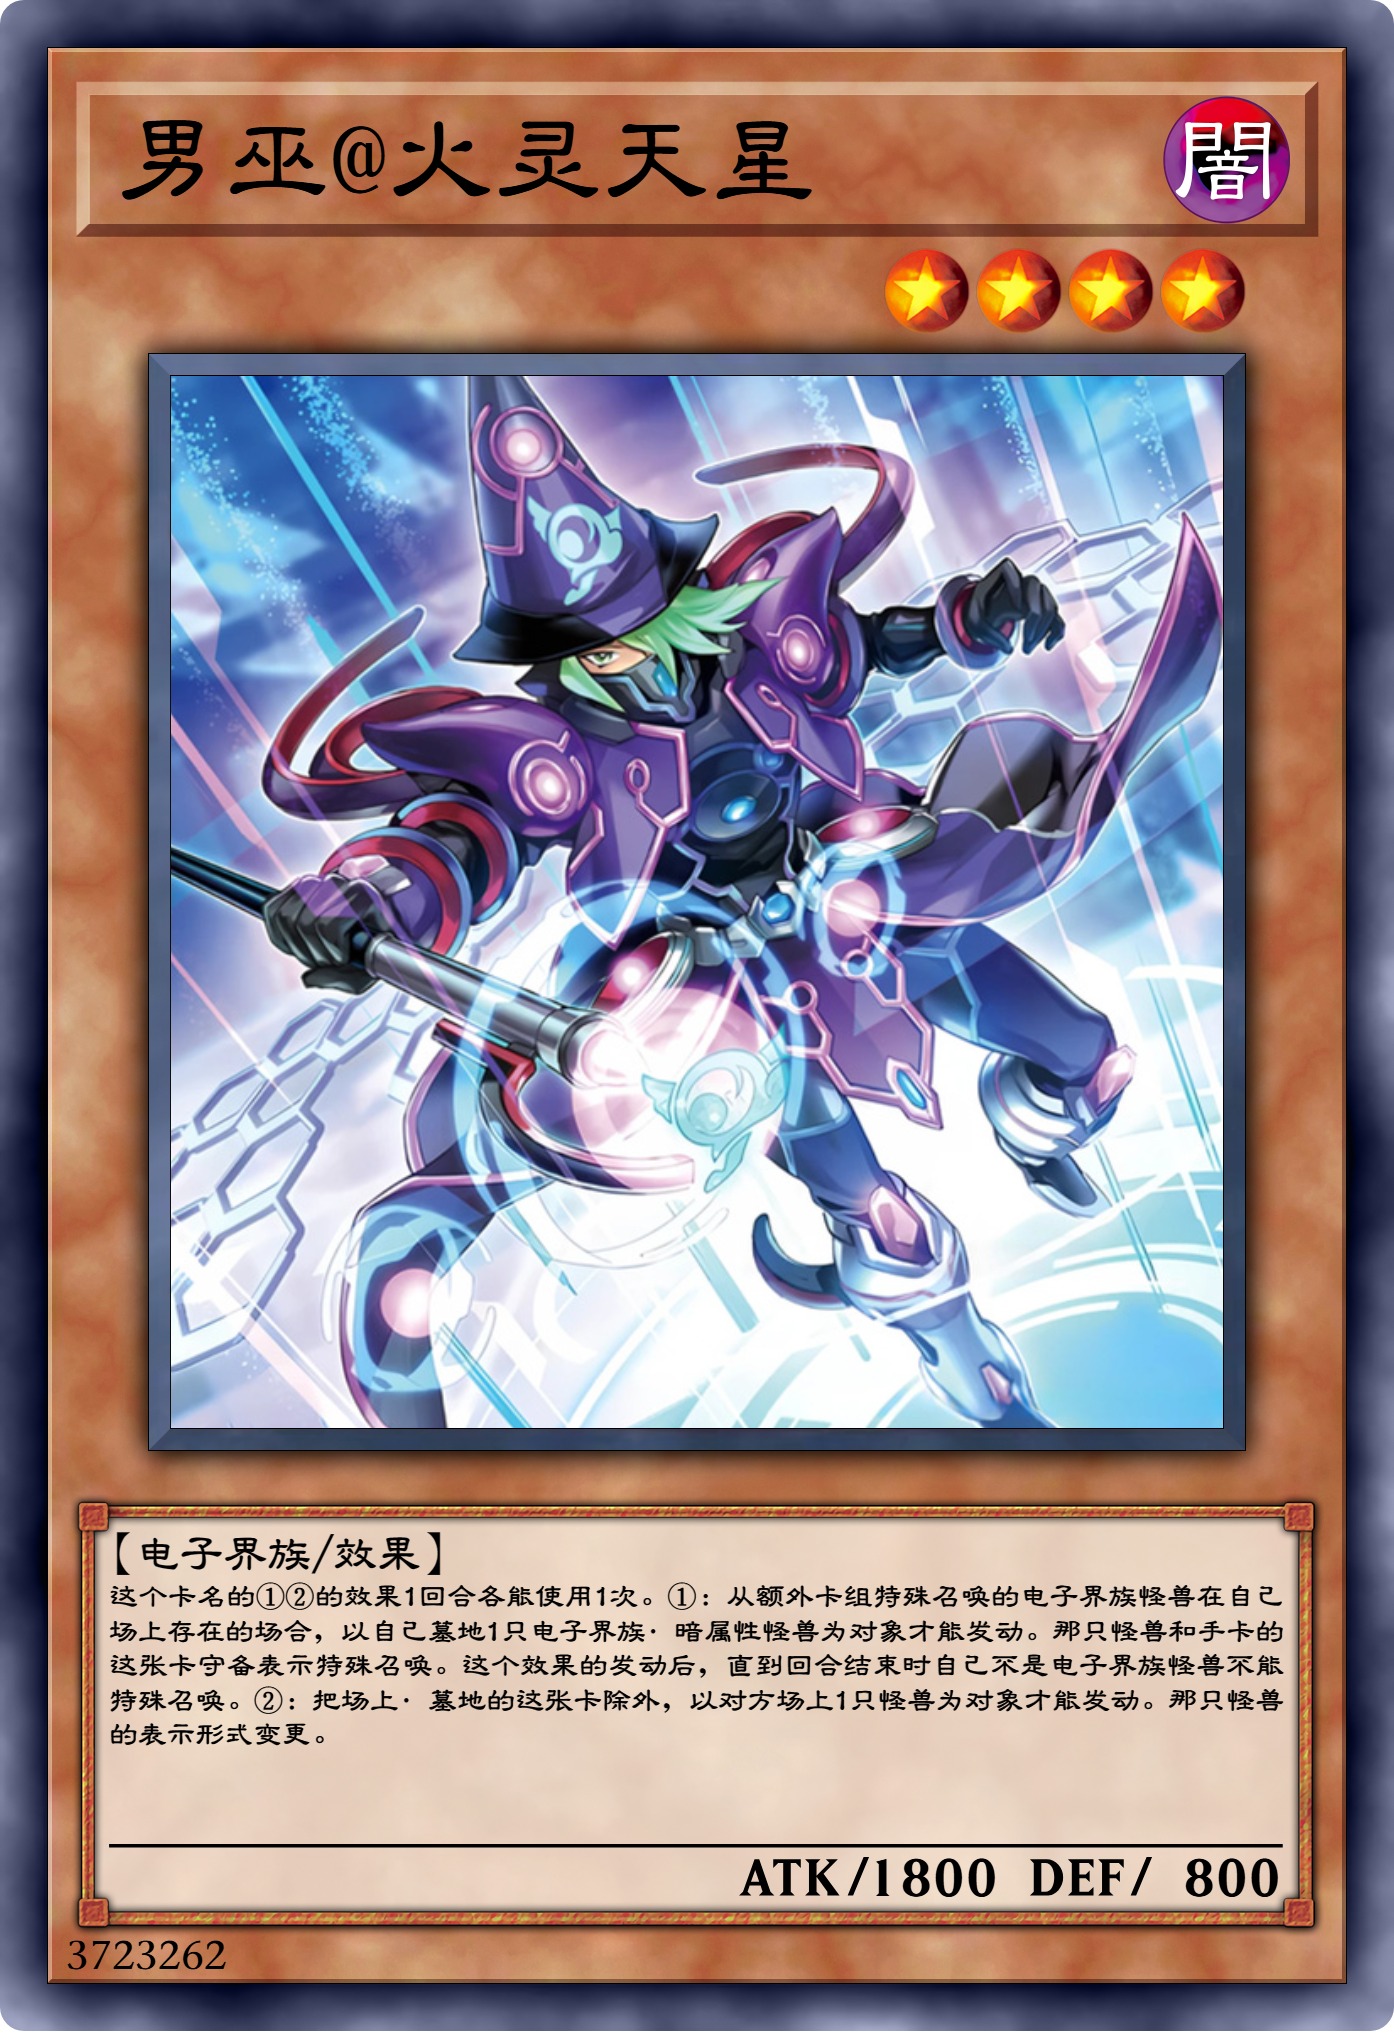 男巫@火灵天星
闇
【电子界族/效果】
这个卡名的①②的效果1回合各能使用1次。①：从额外卡组特殊召唤的电子界族怪兽在自己
场上存在的场合，以自己墓地1只电子界族·暗属性怪兽为对象才能发动。那只怪兽和手卡的
这张卡守备表示特殊召唤。这个效果的发动后，直到回合结束时自己不是电子界族怪兽不能
特殊召唤。②：把场上·墓地的这张卡除外，以对方场上1只怪兽为对象才能发动。那只怪兽
的表示形式变更。
ATK/1800 DEF/ 800
3723262